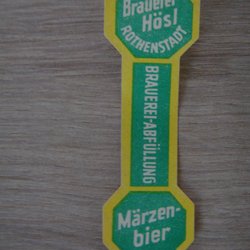 Brauerei
Hösl
ROTHENSTADT
BRAUEREI-ABFÜLLUNG
Märzen-
bier